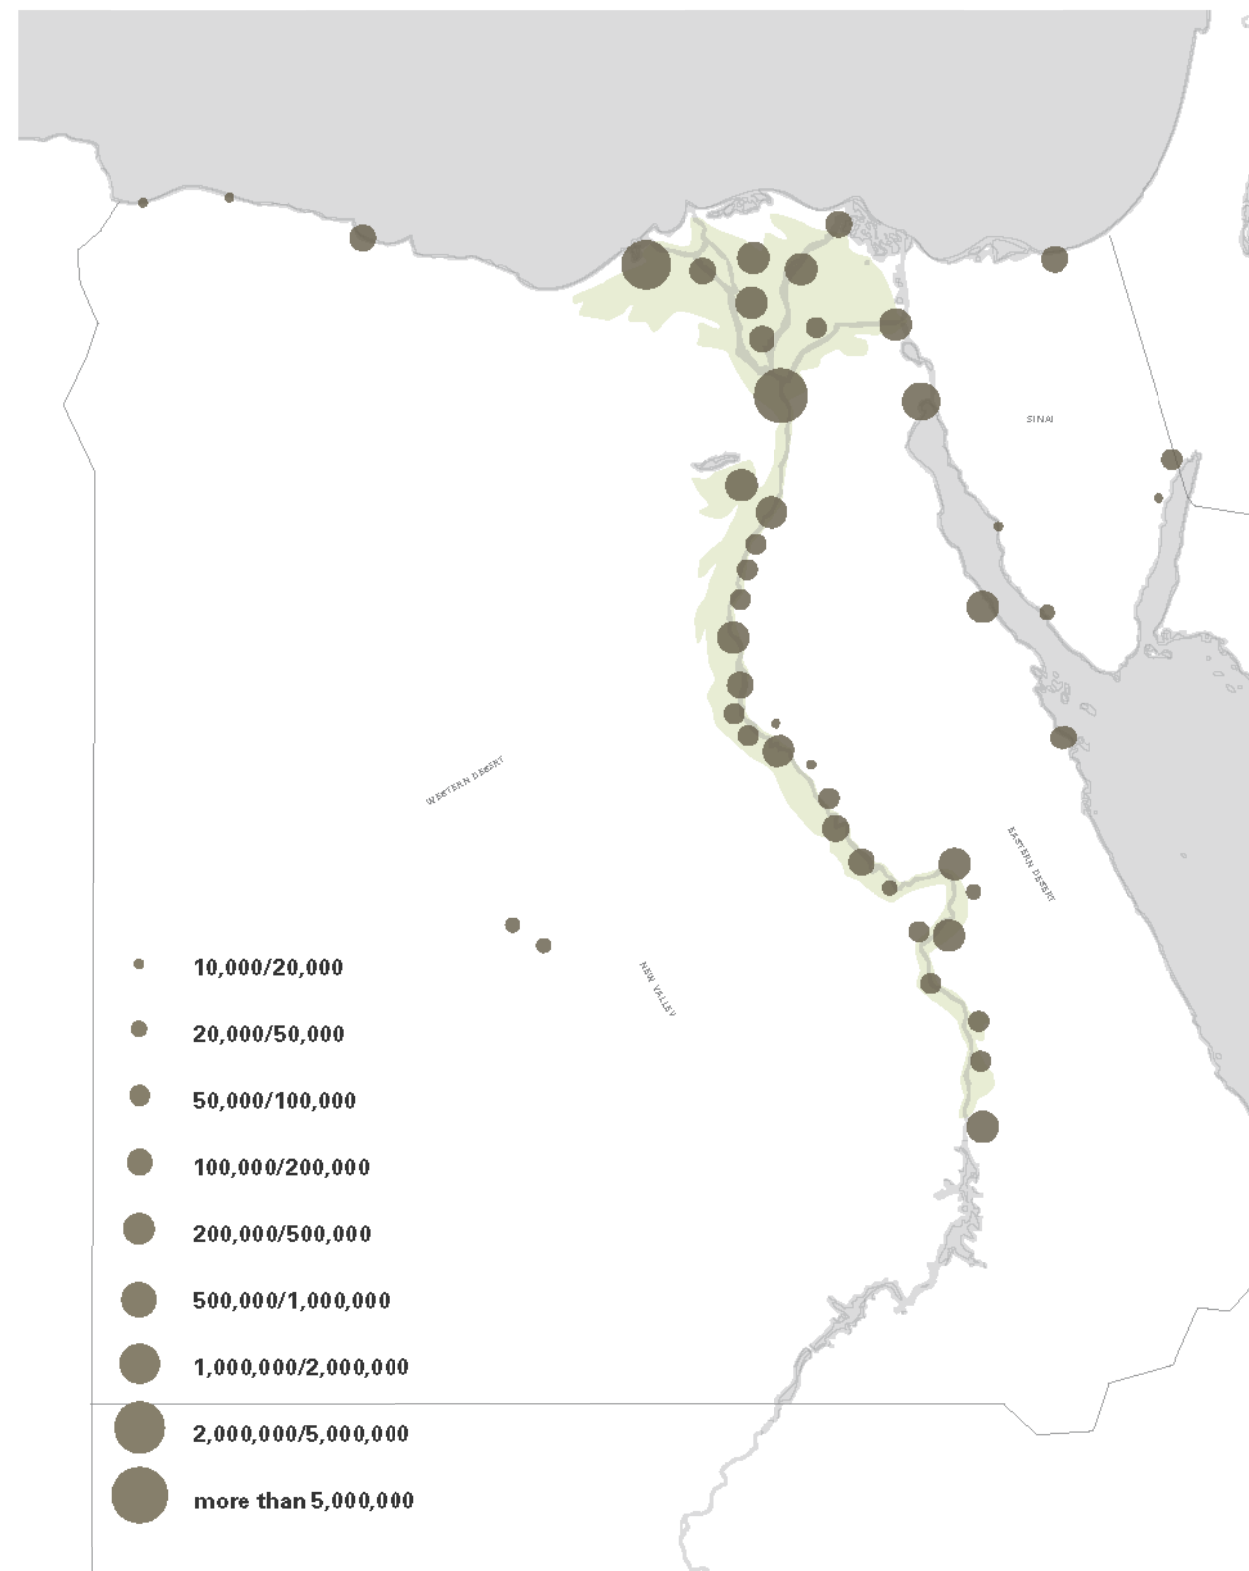 SINAI
WESTERN DESERT
EASTERN DESERT
NEW VALLEY
10,000/20,000
20,000/50,000
50,000/100,000
100,000/200,000
200,000/500,000
500,000/1,000,000
1,000,000/2,000,000
2,000,000/5,000,000
more than 5,000,000